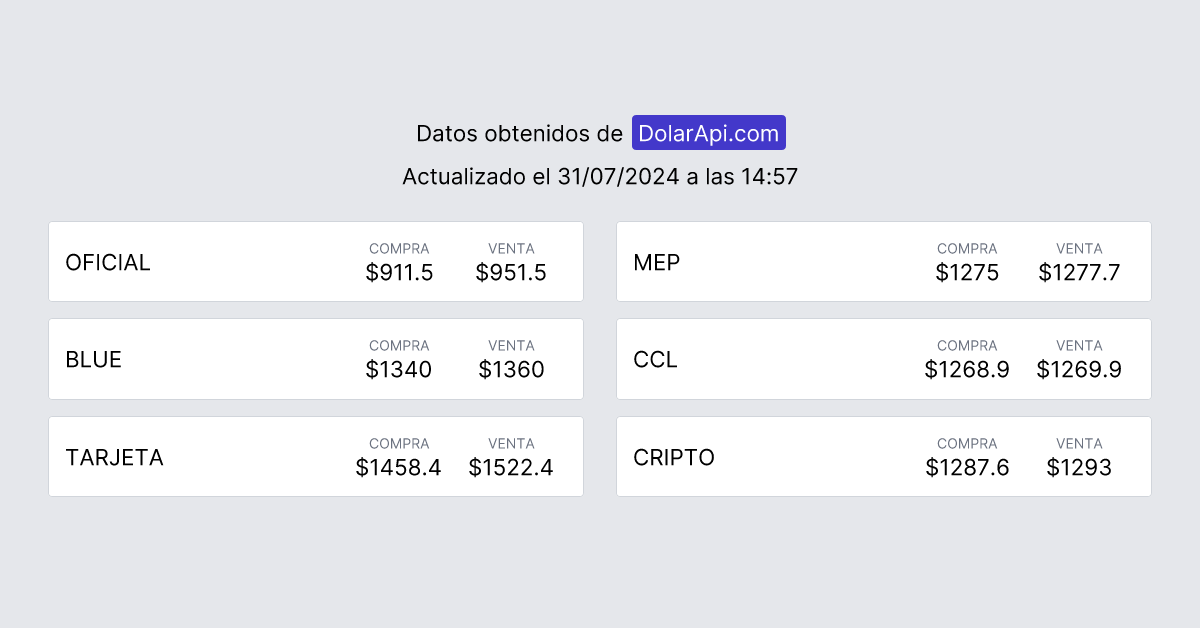 Datos obtenidos de DolarApi.com
Actualizado el 31/07/2024 a las 14:57
OFICIAL
COMPRA VENTA
$911.5 $951.5
MEP
COMPRA VENTA
$1275 $1277.7
BLUE
COMPRA VENTA
$1340 $1360
CCL
COMPRA VENTA
$1268.9 $1269.9
TARJETA
COMPRA VENTA
$1458.4 $1522.4
CRIPTO
COMPRA VENTA
$1287.6 $1293